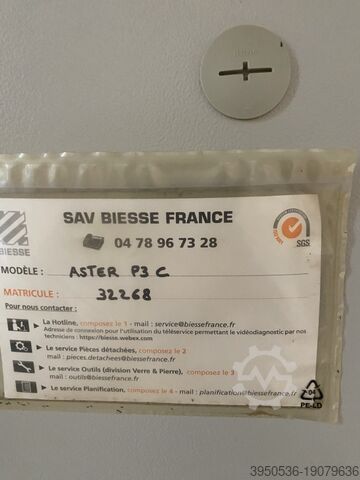 SAV BIESSE FRANCE
BIESSE
04 78 96 73 28
SGS
MODÈLE : ASTER P3 C
MATRICULE : 32268
Pour nous contacter :
La Hotline, composez le 1 - mail : service@biessefrance.fr
Adresse de connexion pour l'utilisation du téléservice permettant le vidéodiagnostic par nos
techniciens : https://biesse.webex.com
Le service Pièces détachées, composez le 2
mail : pieces.detachees@biessefrance.fr
Le service Outils (division Verre & Pierre), composez le 3
mail : outils@biessefrance.fr
Le service Planification, composez le 4 - mail : planification@biessefrance.fr
04
PE-LD
3950536-19079636